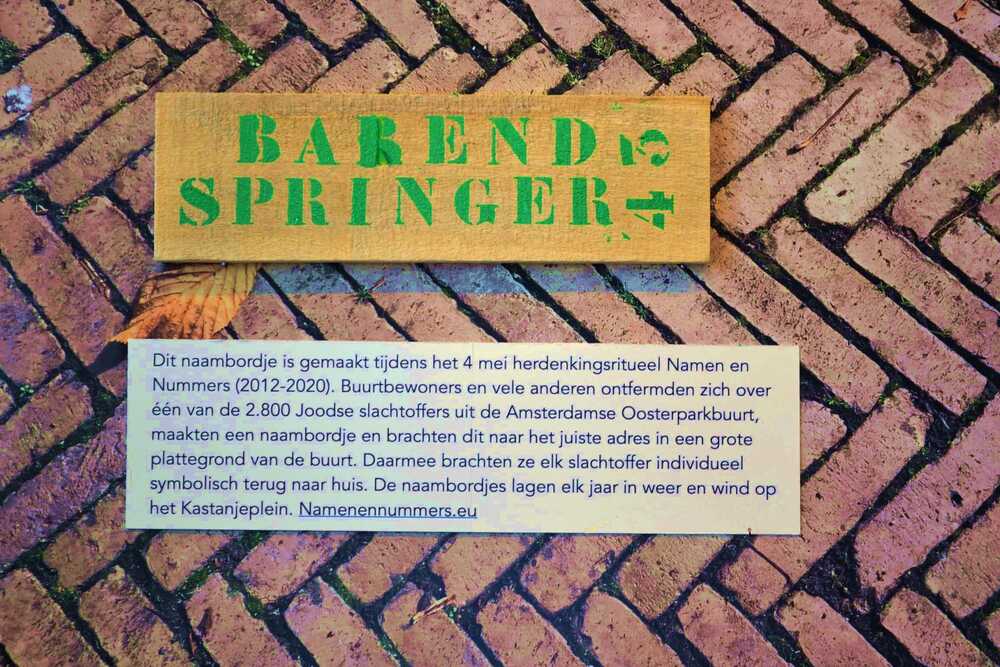 BAREND
SPRINGER
54
Dit naambordje is gemaakt tijdens het 4 mei herdenkingsritueel Namen en
Nummers (2012-2020). Buurtbewoners en vele anderen ontfermden zich over
één van de 2.800 Joodse slachtoffers uit de Amsterdamse Oosterparkbuurt,
maakten een naambordje en brachten dit naar het juiste adres in een grote
plattegrond van de buurt. Daarmee brachten ze elk slachtoffer individueel
symbolisch terug naar huis. De naambordjes lagen elk jaar in weer en wind op
het Kastanjeplein. Namenennummers.eu